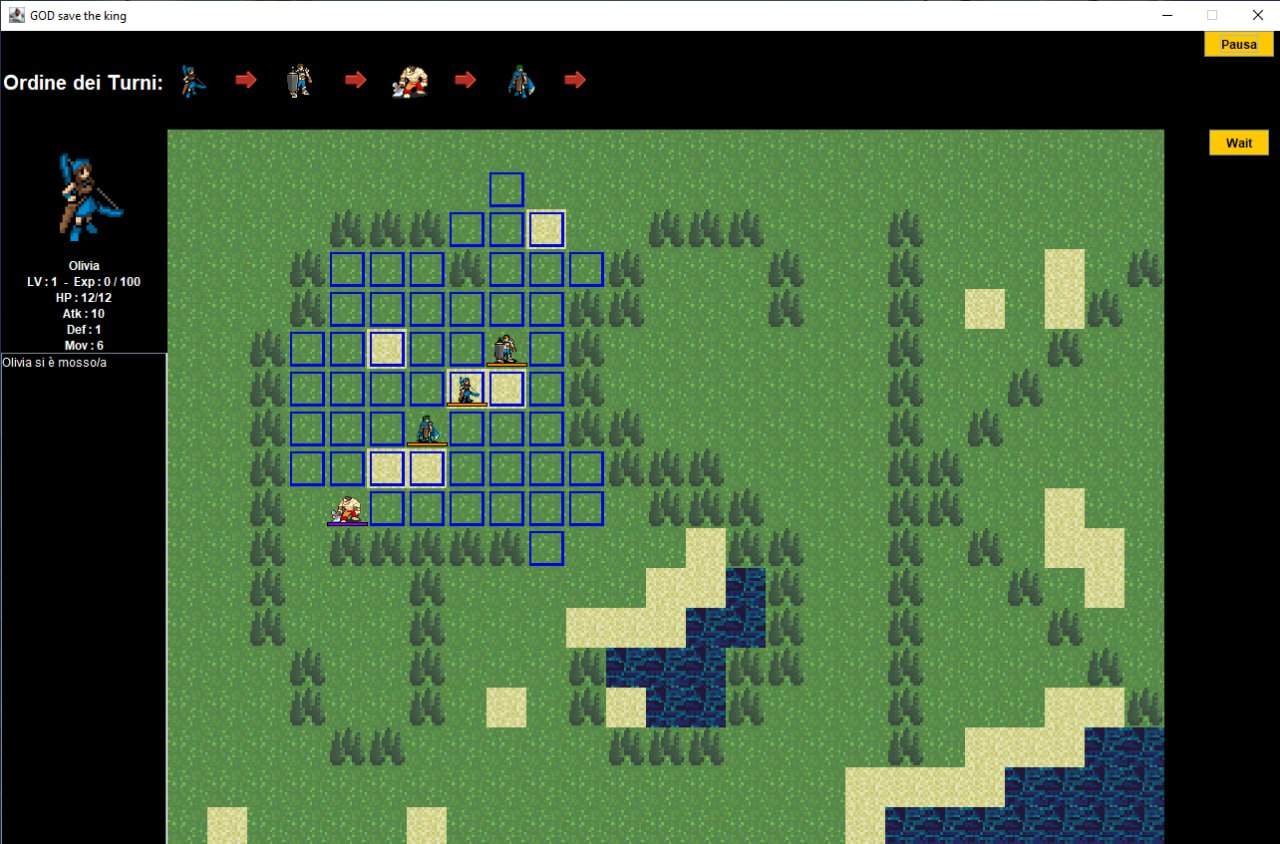 GOD save the king
Pausa
Ordine dei Turni:
Wait
Olivia
LV : 1 - Exp : 0 / 100
HP : 12/12
Atk : 10
Def : 1
Mov : 6
Olivia si è mosso/a